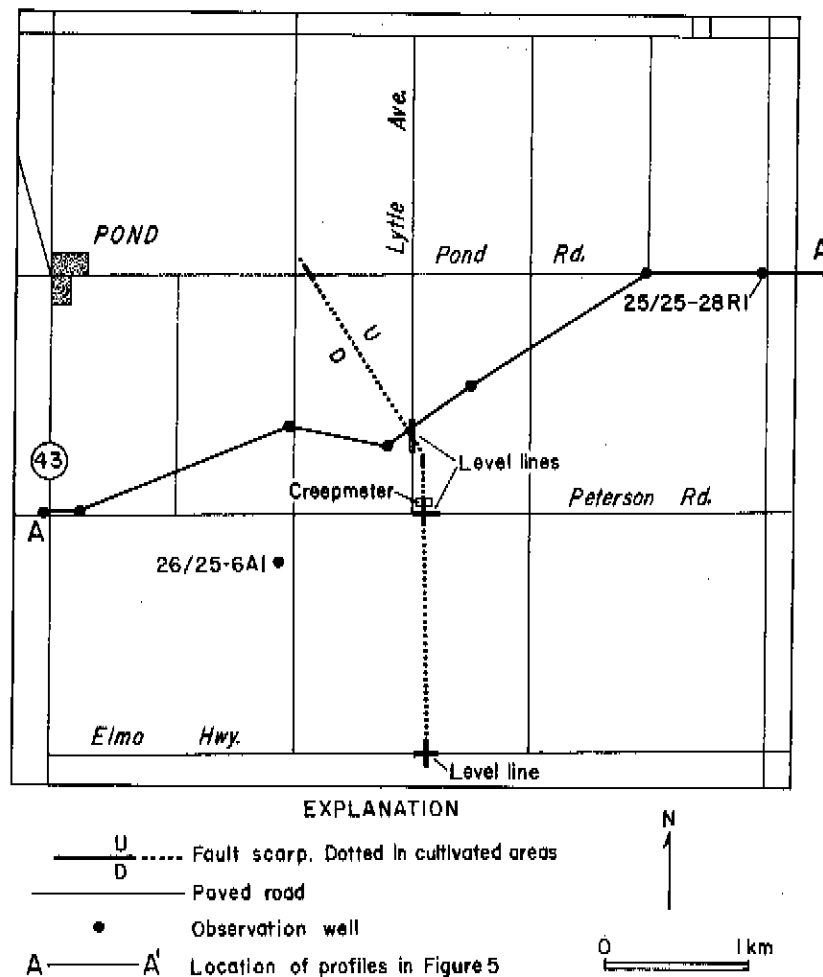 Ave.
Lytle
POND
Pond Rd.
A'
25/25-28R1
U
D
43
Level lines
Creepmeter
Peterson Rd.
A
26/25-6A1
Elmo Hwy.
Level line
EXPLANATION
U
D
Fault scarp. Dotted in cultivated areas
Paved road
Observation well
A A' Location of profiles in Figure 5
N
0 1km